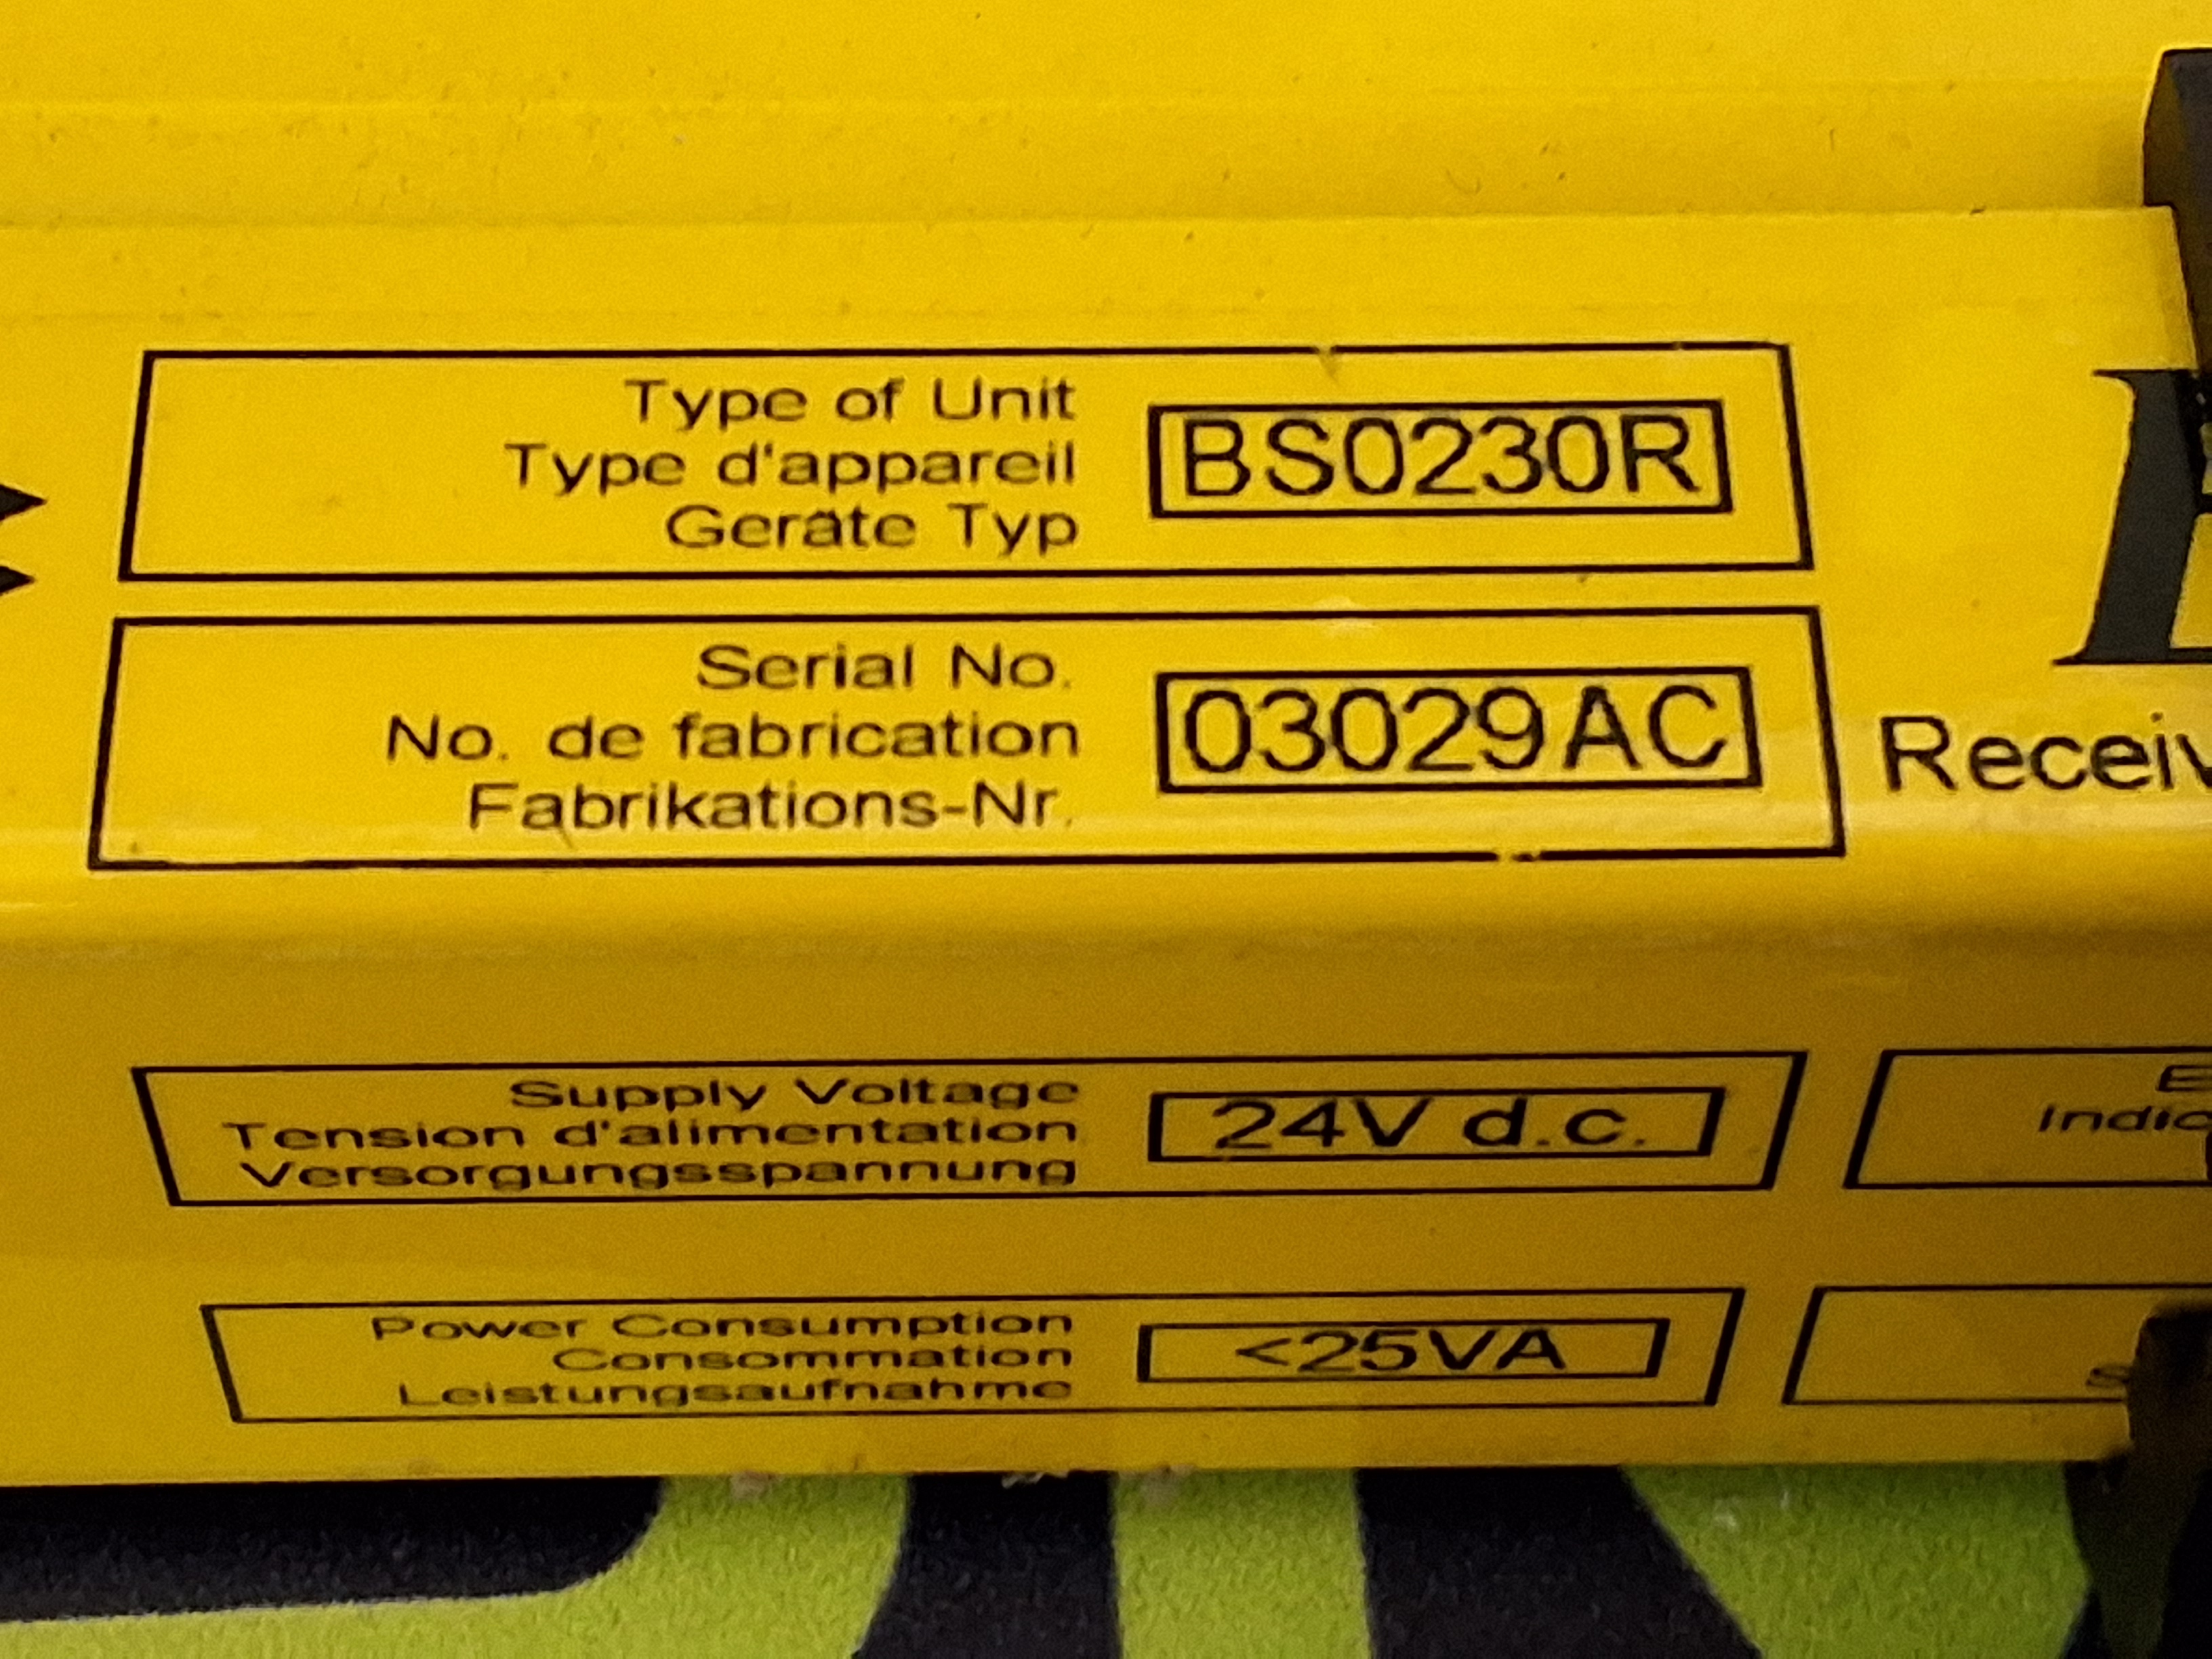 Type of Unit
Type d'appareil
Geräte Typ
BS0230R
Serial No.
No. de fabrication
Fabrikations-Nr.
03029AC
Receiv
Supply Voltage
Tension d'alimentation
Versorgungsspannung
24V d.c.
E
Indic
Power Consumption
Consommation
Leistungsaufnahme
<25VA
S